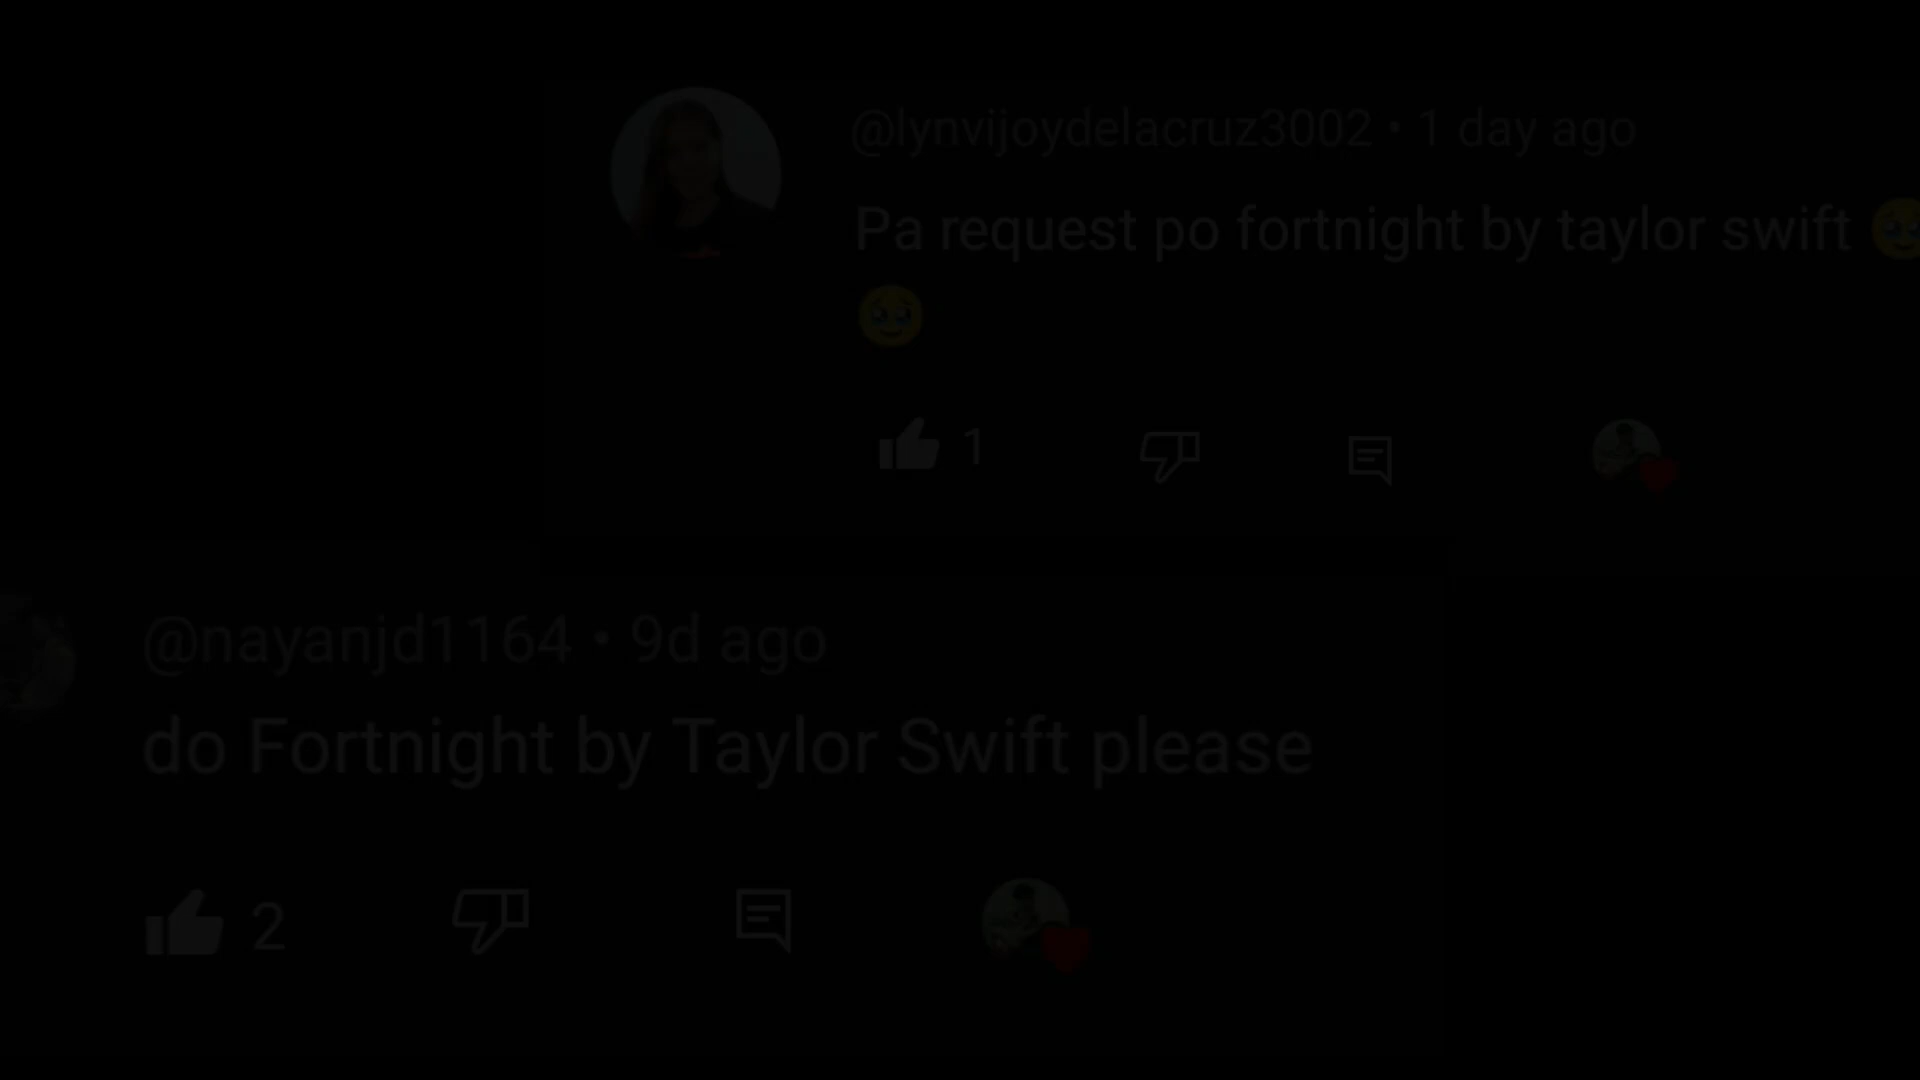 @lynvijoydelacruz3002 • 1 day ago
Pa request po fortnight by taylor swift 🥹
🥹
1
@nayanjd1164 • 9d ago
do Fortnight by Taylor Swift please
2